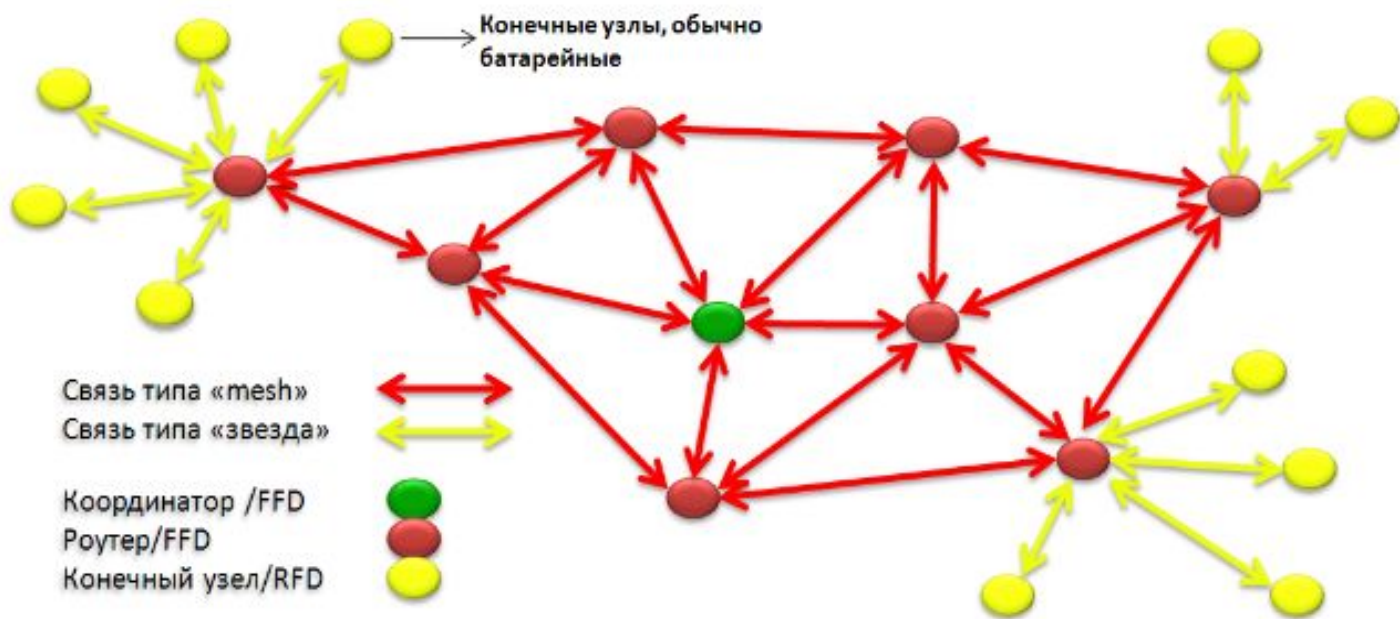 Конечные узлы, обычно
батарейные
Связь типа «mesh»
Связь типа «звезда»
Координатор /FFD
Роутер/FFD
Конечный узел/RFD